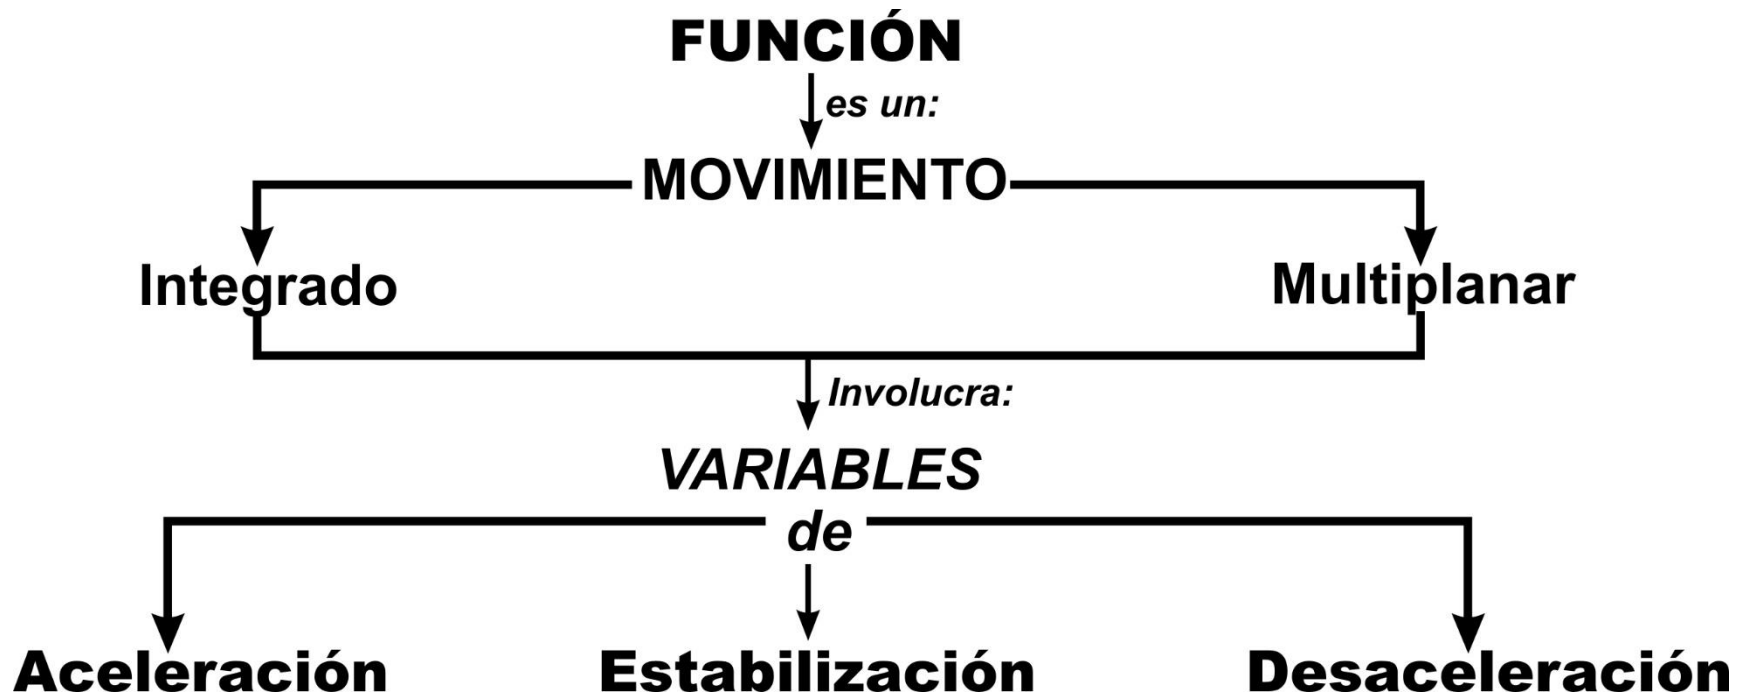 FUNCIÓN
es un:
MOVIMIENTO
Integrado
Multiplanar
Involucra:
VARIABLES
de
Aceleración
Estabilización
Desaceleración